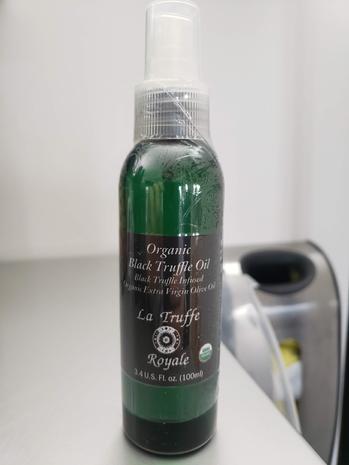 Organic
Black Truffle Oil
Black Truffle Infused
Organic Extra Virgin Olive Oil
La Truffe
Royale
3.4 U.S. Fl. oz. (100ml)